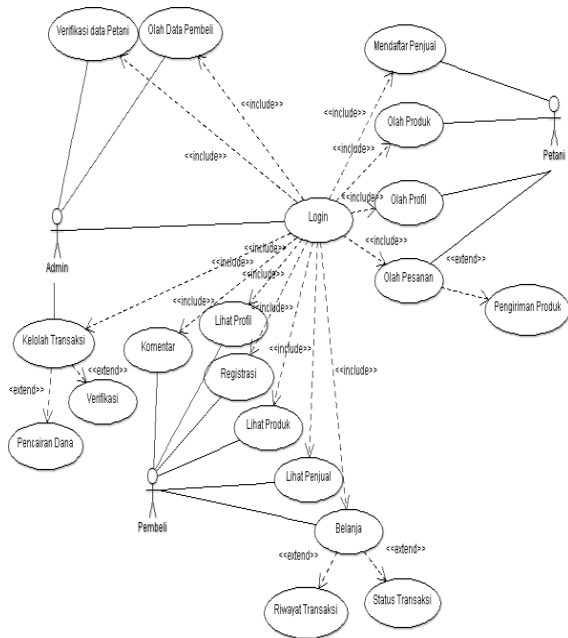 Verifikasi data Petani
Olah Data Pembeli
Mendaftar Penjual
<<include>>
<<include>>
Olah Produk
<<include>>
<<include>>
Petani
Olah Profil
<<include>>
Login
<<include>>
Admin
<<include>>
<<include>>
Olah Pesanan
<<extend>>
Pengiriman Produk
<<include>>
Lihat Profil
Kelolah Transaksi
Komentar
<<include>>
Registrasi
<<extend>>
<<include>>
<<extend>>
Verifikasi
Lihat Produk
Pencairan Dana
Lihat Penjual
Pembeli
Belanja
<<extend>>
<<extend>>
Riwayat Transaksi
Status Transaksi